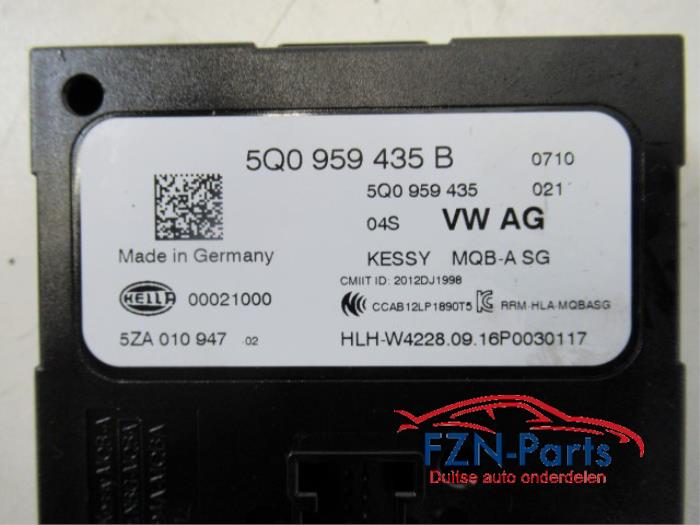 5Q0 959 435 B 0710
5Q0 959 435 021
04S VW AG
Made in Germany KESSY MQB-A SG
CMIIT ID: 2012DJ1998
HELLA 00021000 CCAB12LP1890T5 RRM-HLA-MQBASG
5ZA 010 947 02 HLH-W4228.09.16P0030117
FZN-Parts
Duitse auto onderdelen